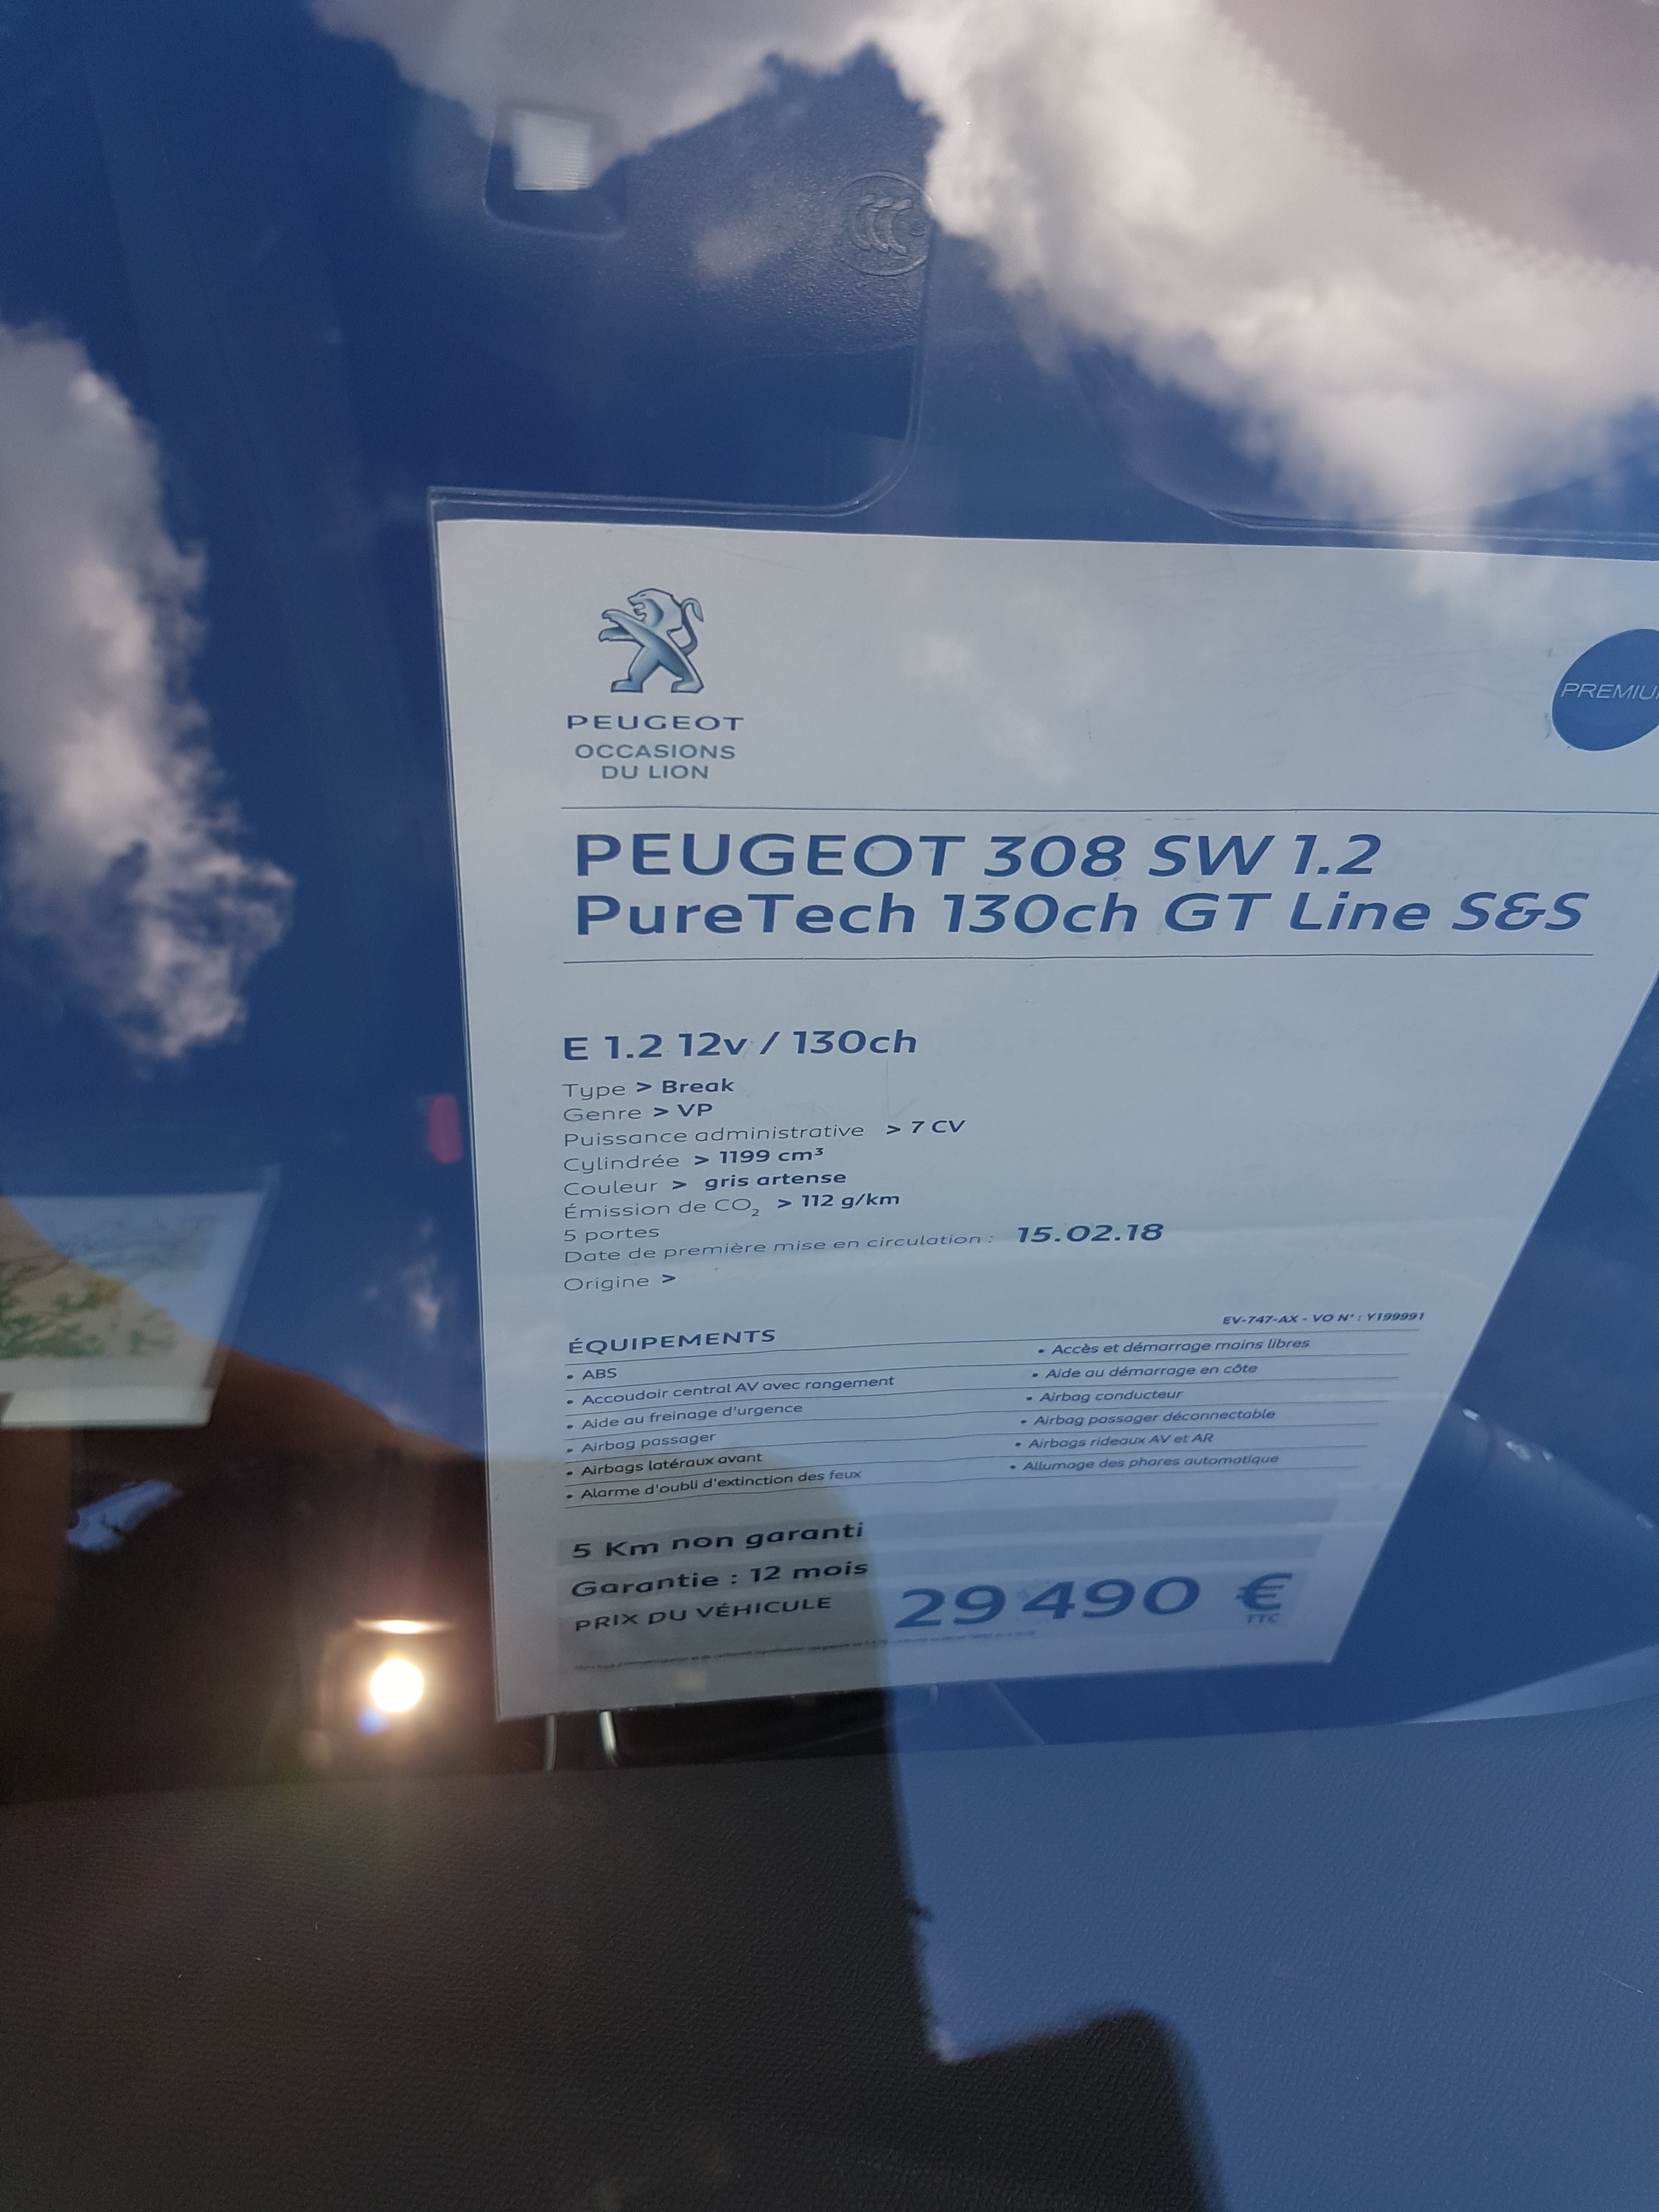 PEUGEOT
OCCASIONS
DU LION
PREMIU
PEUGEOT 308 SW 1.2
PureTech 130ch GT Line S&S
E 1.2 12v / 130ch
Type > Break
Genre > VP
Puissance administrative > 7 CV
Cylindrée > 1199 cm³
Couleur > gris artense
Émission de CO₂ > 112 g/km
5 portes
Date de première mise en circulation : 15.02.18
Origine >
EV-747-AX - VO N° : Y199991
ÉQUIPEMENTS
• ABS
• Accès et démarrage mains libres
• Accoudoir central AV avec rangement
• Aide au démarrage en côte
• Aide au freinage d'urgence
• Airbag conducteur
• Airbag passager
• Airbag passager déconnectable
• Airbags latéraux avant
• Airbags rideaux AV et AR
• Alarme d'oubli d'extinction des feux
• Allumage des phares automatique
5 Km non garanti
Garantie : 12 mois
PRIX DU VÉHICULE 29 490 €
TTC